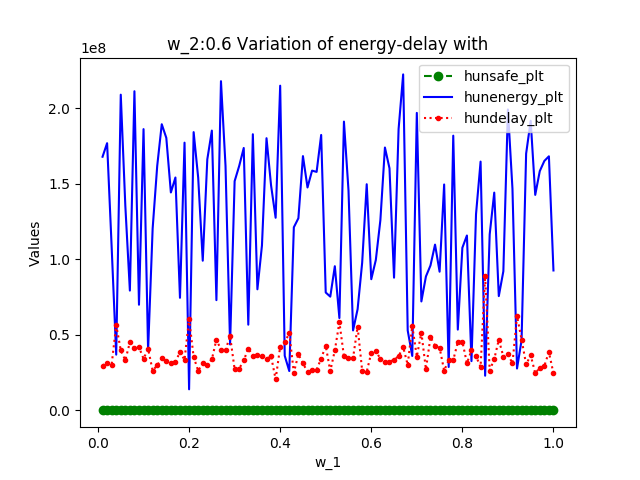 w_2:0.6 Variation of energy-delay with
1e8
hunsafe_plt
hunenergy_plt
hundelay_plt
2.0
1.5
1.0
0.5
0.0
Values
0.0 0.2 0.4 0.6 0.8 1.0
w_1